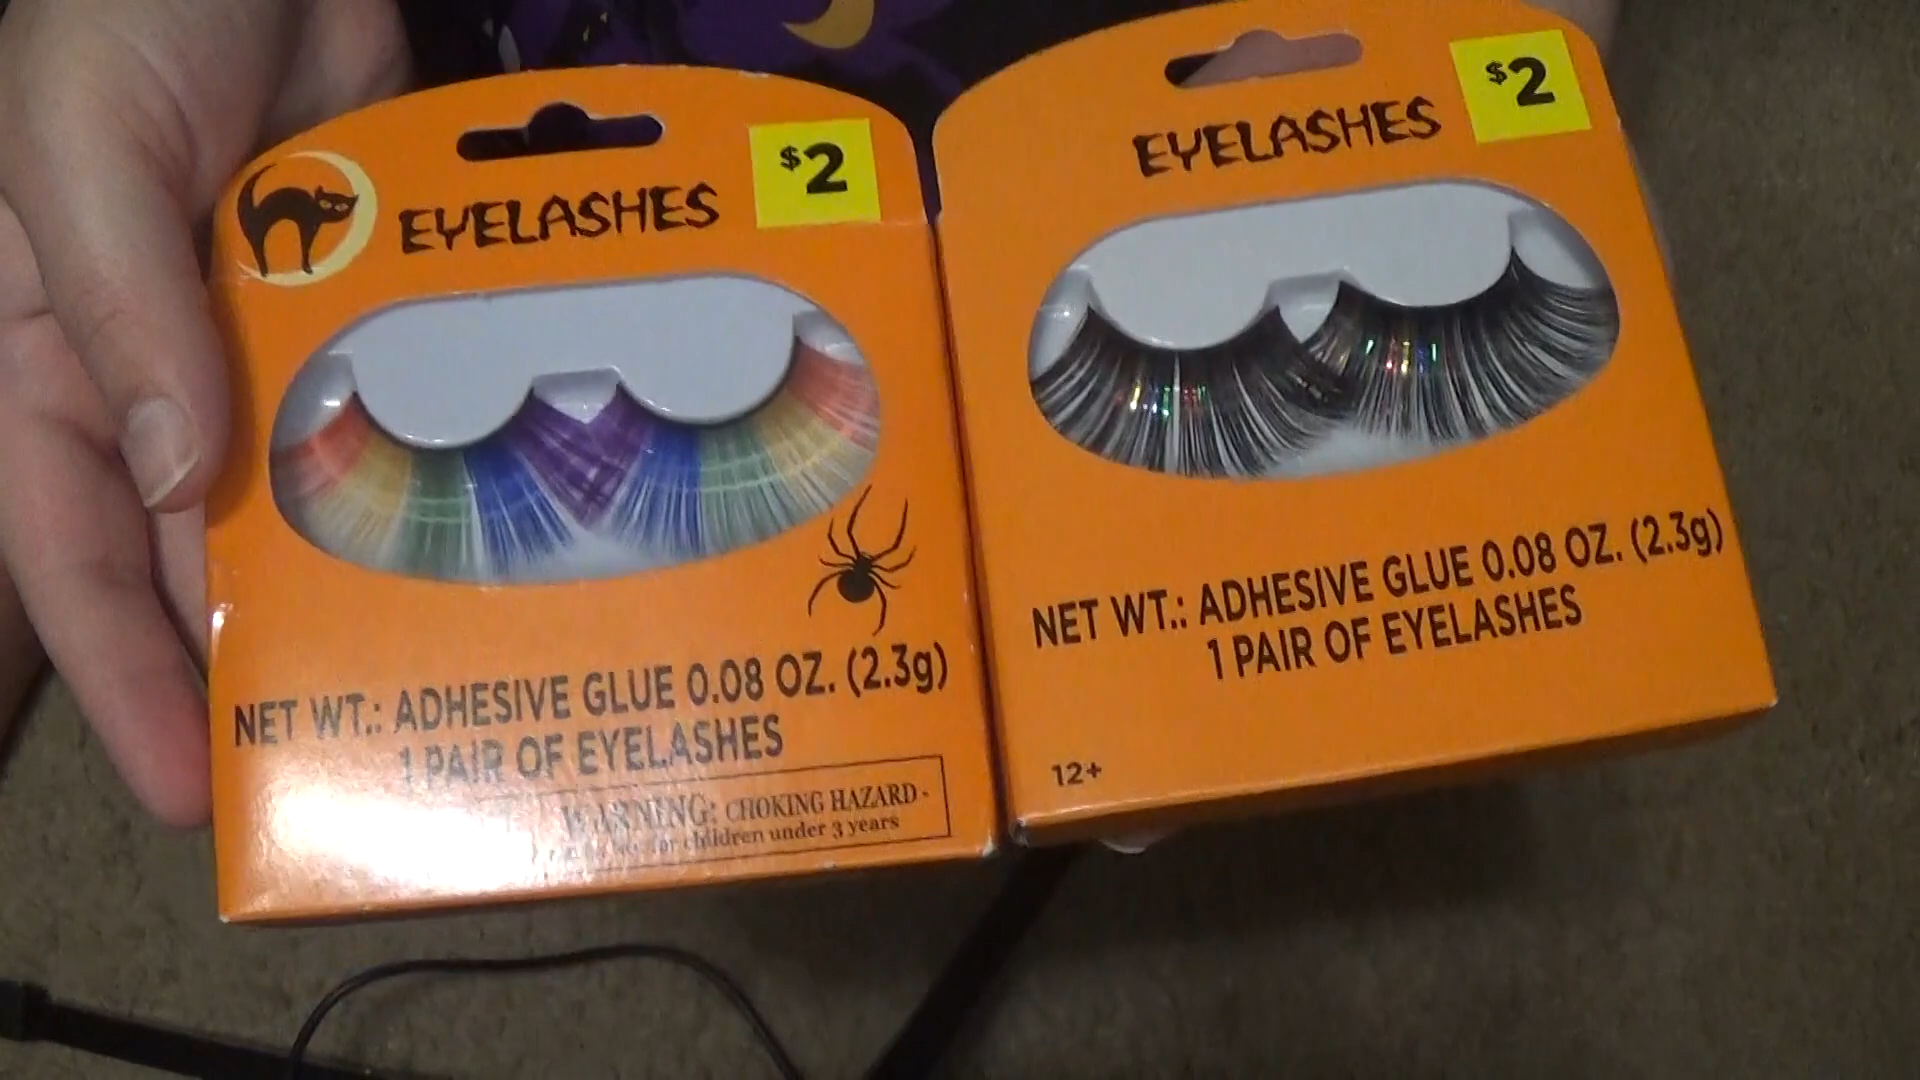 EYELASHES
$2
NET WT.: ADHESIVE GLUE 0.08 OZ. (2.3g)
1 PAIR OF EYELASHES
WARNING: CHOKING HAZARD-
for children under 3 years
EYELASHES
$2
NET WT.: ADHESIVE GLUE 0.08 OZ. (2.3g)
1 PAIR OF EYELASHES
12+